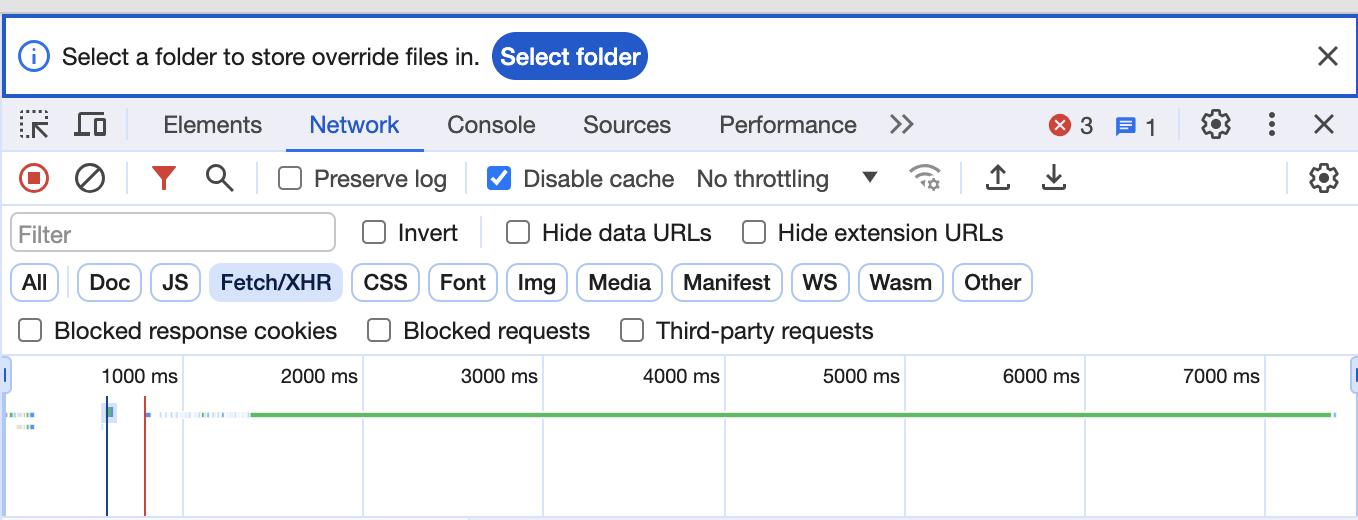 Select a folder to store override files in. Select folder
Elements Network Console Sources Performance 3 1
Preserve log Disable cache No throttling
Filter Invert Hide data URLs Hide extension URLs
All Doc JS Fetch/XHR CSS Font Img Media Manifest WS Wasm Other
Blocked response cookies Blocked requests Third-party requests
1000 ms 2000 ms 3000 ms 4000 ms 5000 ms 6000 ms 7000 ms